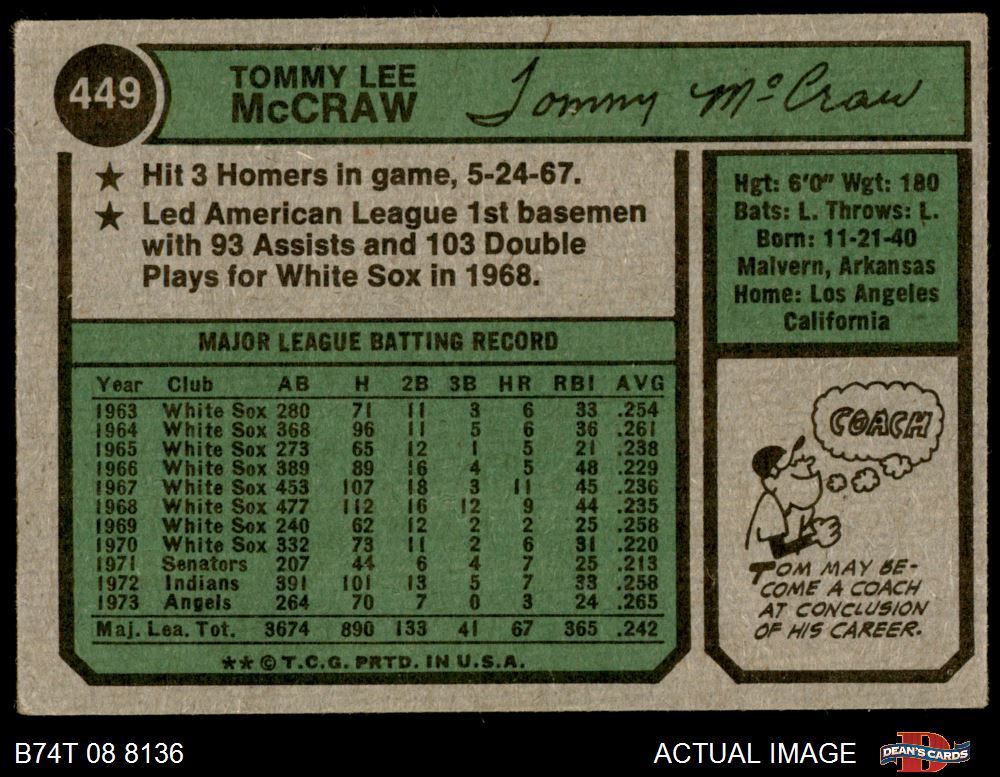 449
TOMMY LEE
McCRAW
Tommy McCraw
★ Hit 3 Homers in game, 5-24-67.
★ Led American League 1st basemen
with 93 Assists and 103 Double
Plays for White Sox in 1968.
Hgt: 6'0" Wgt: 180
Bats: L. Throws: L.
Born: 11-21-40
Malvern, Arkansas
Home: Los Angeles
California
MAJOR LEAGUE BATTING RECORD
Year Club AB H 2B 3B HR RBI AVG
1963 White Sox 280 71 11 3 6 33 .254
1964 White Sox 368 96 11 5 6 36 .261
1965 White Sox 273 65 12 1 5 21 .238
1966 White Sox 389 89 16 4 5 48 .229
1967 White Sox 453 107 18 3 11 45 .236
1968 White Sox 477 112 16 12 9 44 .235
1969 White Sox 240 62 12 2 2 25 .258
1970 White Sox 332 73 11 2 6 31 .220
1971 Senators 207 44 6 4 7 25 .213
1972 Indians 391 101 13 5 7 33 .258
1973 Angels 264 70 7 0 3 24 .265
Maj. Lea. Tot. 3674 890 133 41 67 365 .242
★★ © T.C.G. PRTD. IN U.S.A.
COACH
TOM MAY BE-
COME A COACH
AT CONCLUSION
OF HIS CAREER.
B74T 08 8136
ACTUAL IMAGE
DEAN'S CARDS